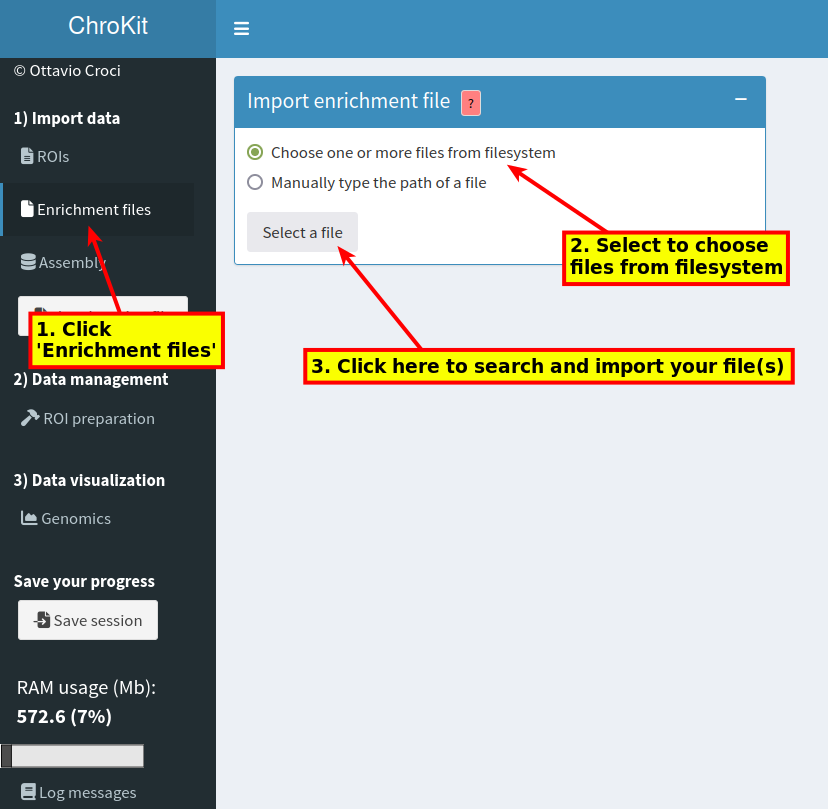 ChroKit
© Ottavio Croci
1) Import data
ROIs
Enrichment files
Assembly
1. Click
'Enrichment files'
2) Data management
ROI preparation
3) Data visualization
Genomics
Save your progress
Save session
RAM usage (Mb):
572.6 (7%)
Log messages
Import enrichment file ?
Choose one or more files from filesystem
Manually type the path of a file
Select a file
2. Select to choose
files from filesystem
3. Click here to search and import your file(s)